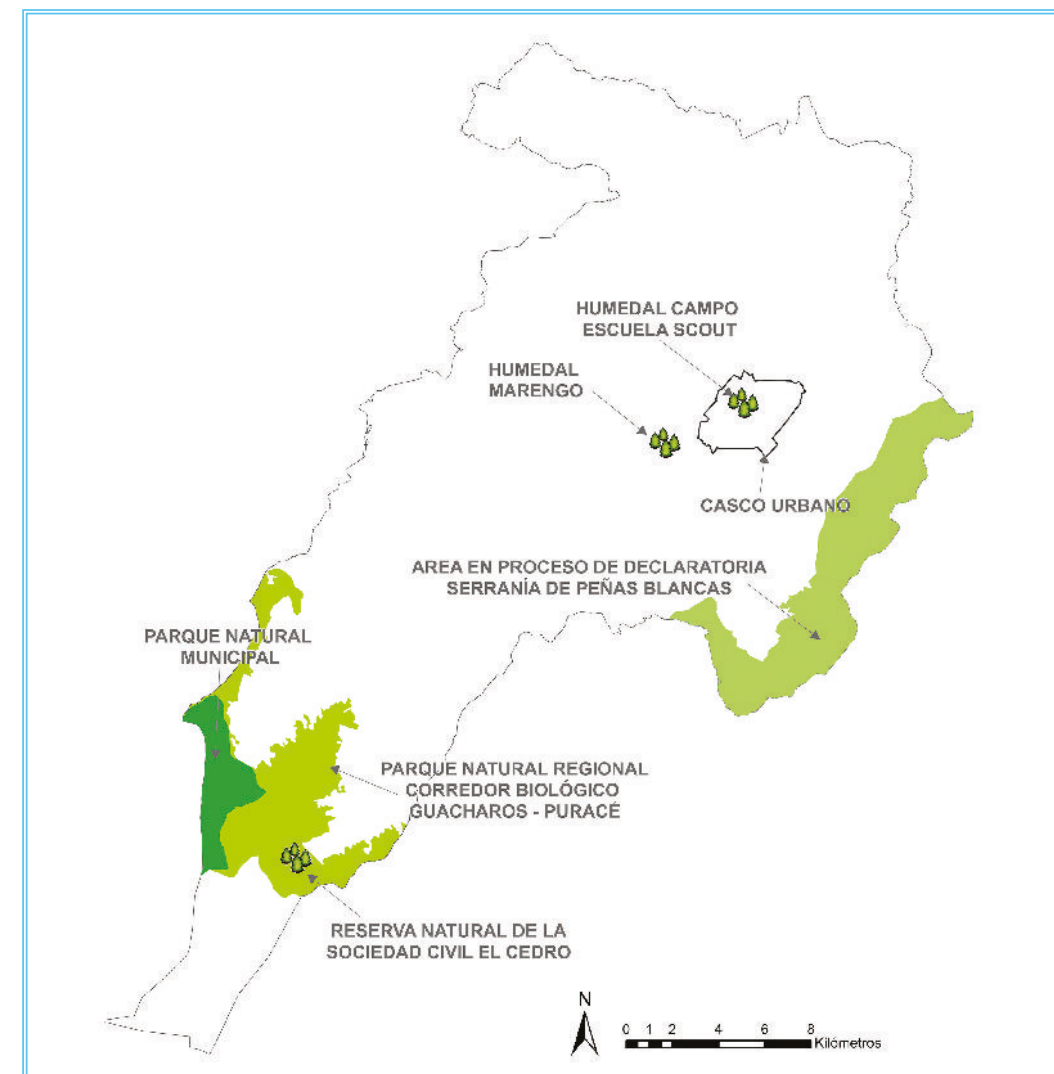 HUMEDAL CAMPO
ESCUELA SCOUT
HUMEDAL
MARENGO
CASCO URBANO
AREA EN PROCESO DE DECLARATORIA
SERRANÍA DE PEÑAS BLANCAS
PARQUE NATURAL
MUNICIPAL
PARQUE NATURAL REGIONAL
CORREDOR BIOLÓGICO
GUACHAROS - PURACÉ
RESERVA NATURAL DE LA
SOCIEDAD CIVIL EL CEDRO
N
0 1 2 4 6 8
Kilómetros